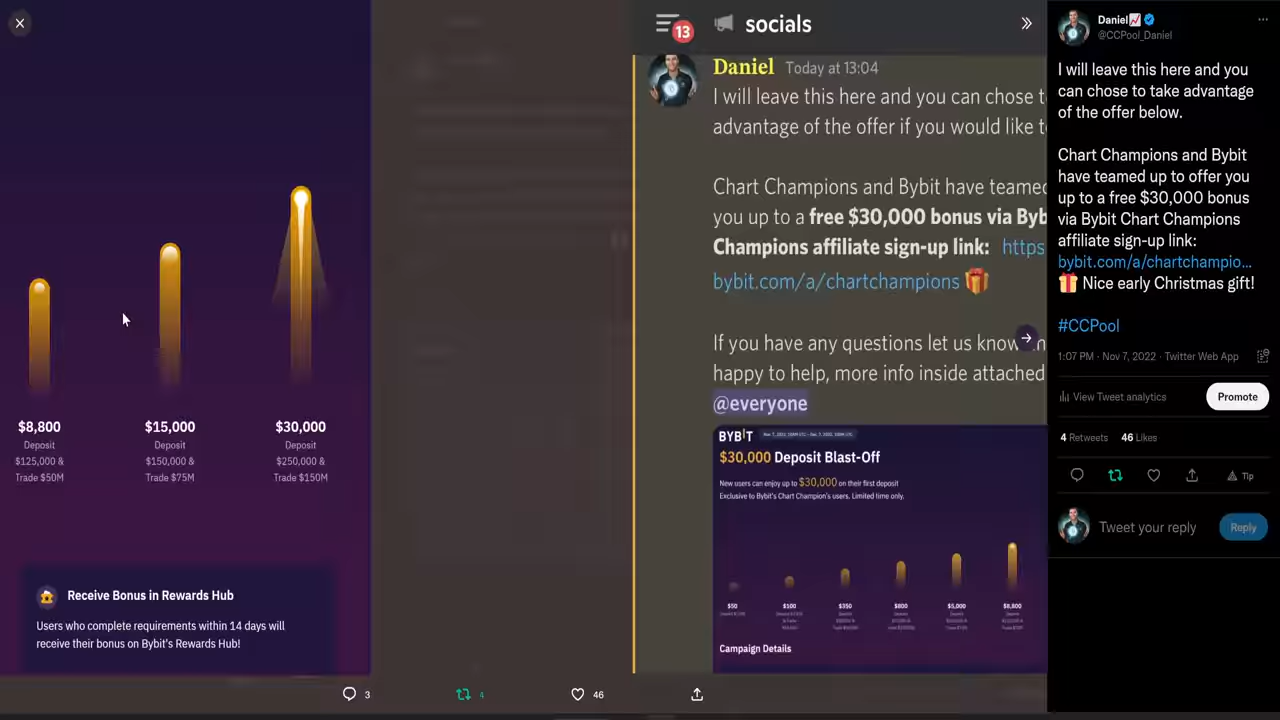 $8,800
Deposit
$125,000 &
Trade $50M
$15,000
Deposit
$150,000 &
Trade $75M
$30,000
Deposit
$250,000 &
Trade $150M
Receive Bonus in Rewards Hub
Users who complete requirements within 14 days will
receive their bonus on Bybit's Rewards Hub!
3
4
46
13
socials
Daniel Today at 13:04
I will leave this here and you can chose t
advantage of the offer if you would like t
Chart Champions and Bybit have teame
you up to a free $30,000 bonus via Byb
Champions affiliate sign-up link: https
bybit.com/a/chartchampions
If you have any questions let us know
happy to help, more info inside attached
@everyone
BYBIT
$30,000 Deposit Blast-Off
New users can enjoy up to $30,000 on their first deposit
Exclusive to Bybit's Chart Champion's users. Limited time only.
$50
$100
$350
$800
$5,000
$8,800
Campaign Details
Daniel
@CCPool_Daniel
I will leave this here and you
can chose to take advantage
of the offer below.
Chart Champions and Bybit
have teamed up to offer you
up to a free $30,000 bonus
via Bybit Chart Champions
affiliate sign-up link:
bybit.com/a/chartchampio...
Nice early Christmas gift!
#CCPool
1:07 PM · Nov 7, 2022 · Twitter Web App
View Tweet analytics
Promote
4 Retweets 46 Likes
Tip
Tweet your reply
Reply